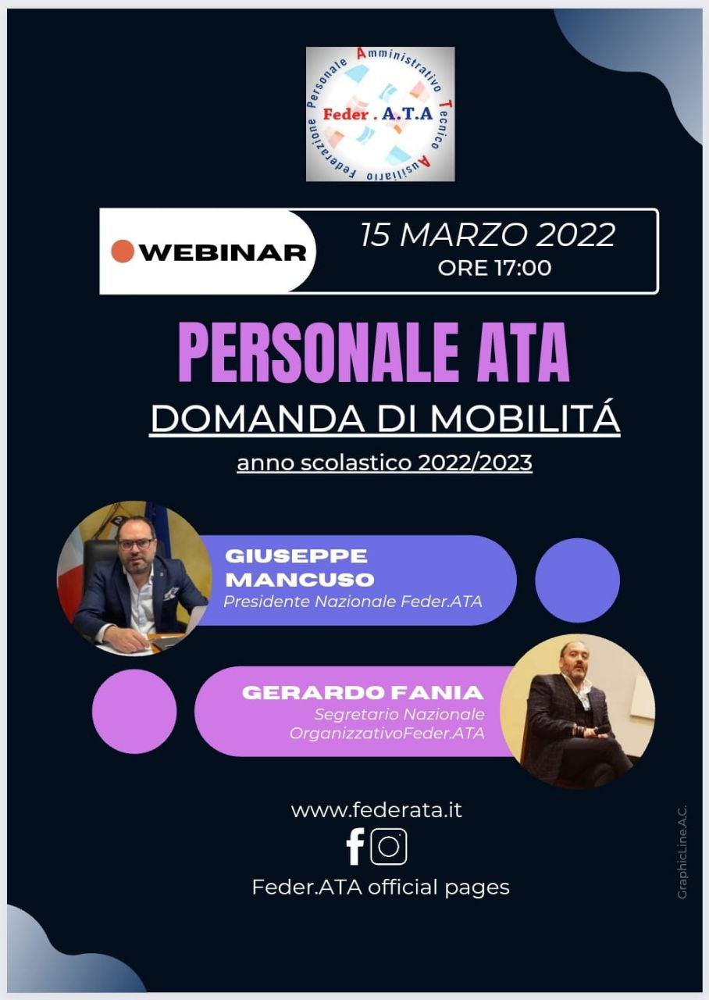 Federazione Personale Amministrativo Tecnico Ausiliario
Feder . A.T.A
WEBINAR
15 MARZO 2022
ORE 17:00
PERSONALE ATA
DOMANDA DI MOBILITÁ
anno scolastico 2022/2023
GIUSEPPE
MANCUSO
Presidente Nazionale Feder.ATA
GERARDO FANIA
Segretario Nazionale
OrganizzativoFeder.ATA
www.federata.it
Feder.ATA official pages
GraphicLine.A.C.